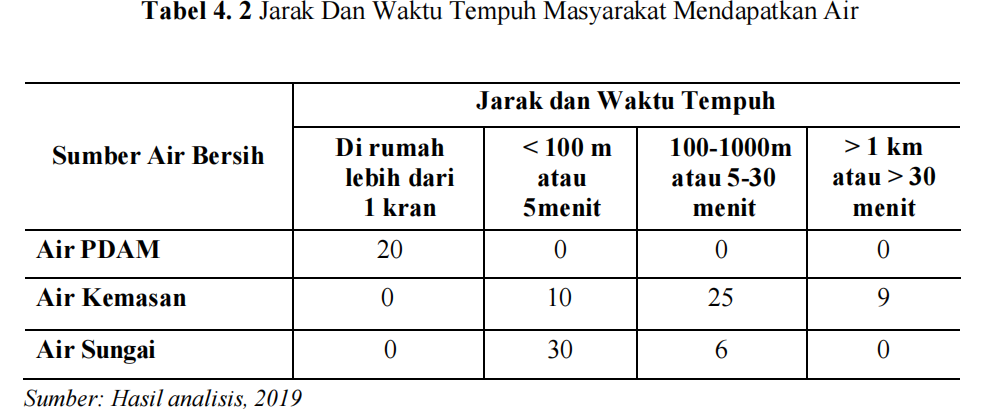 Tabel 4. 2 Jarak Dan Waktu Tempuh Masyarakat Mendapatkan Air
Sumber Air Bersih
Jarak dan Waktu Tempuh
Di rumah
lebih dari
1 kran
< 100 m
atau
5menit
100-1000m
atau 5-30
menit
> 1 km
atau > 30
menit
Air PDAM 20 0 0 0
Air Kemasan 0 10 25 9
Air Sungai 0 30 6 0
Sumber: Hasil analisis, 2019